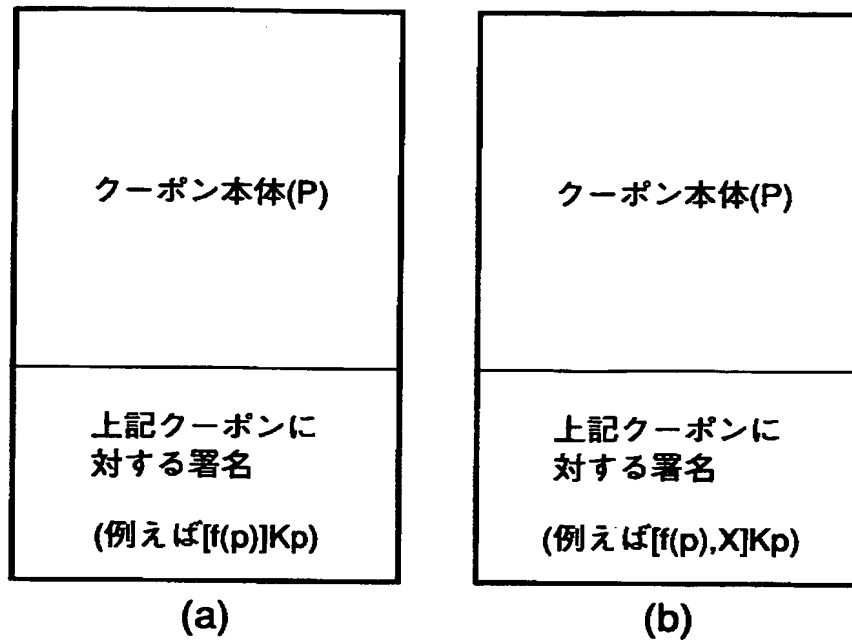 クーポン本体(P)
上記クーポンに
対する署名
(例えば[f(p)]Kp)
(a)
クーポン本体(P)
上記クーポンに
対する署名
(例えば[f(p),X]Kp)
(b)